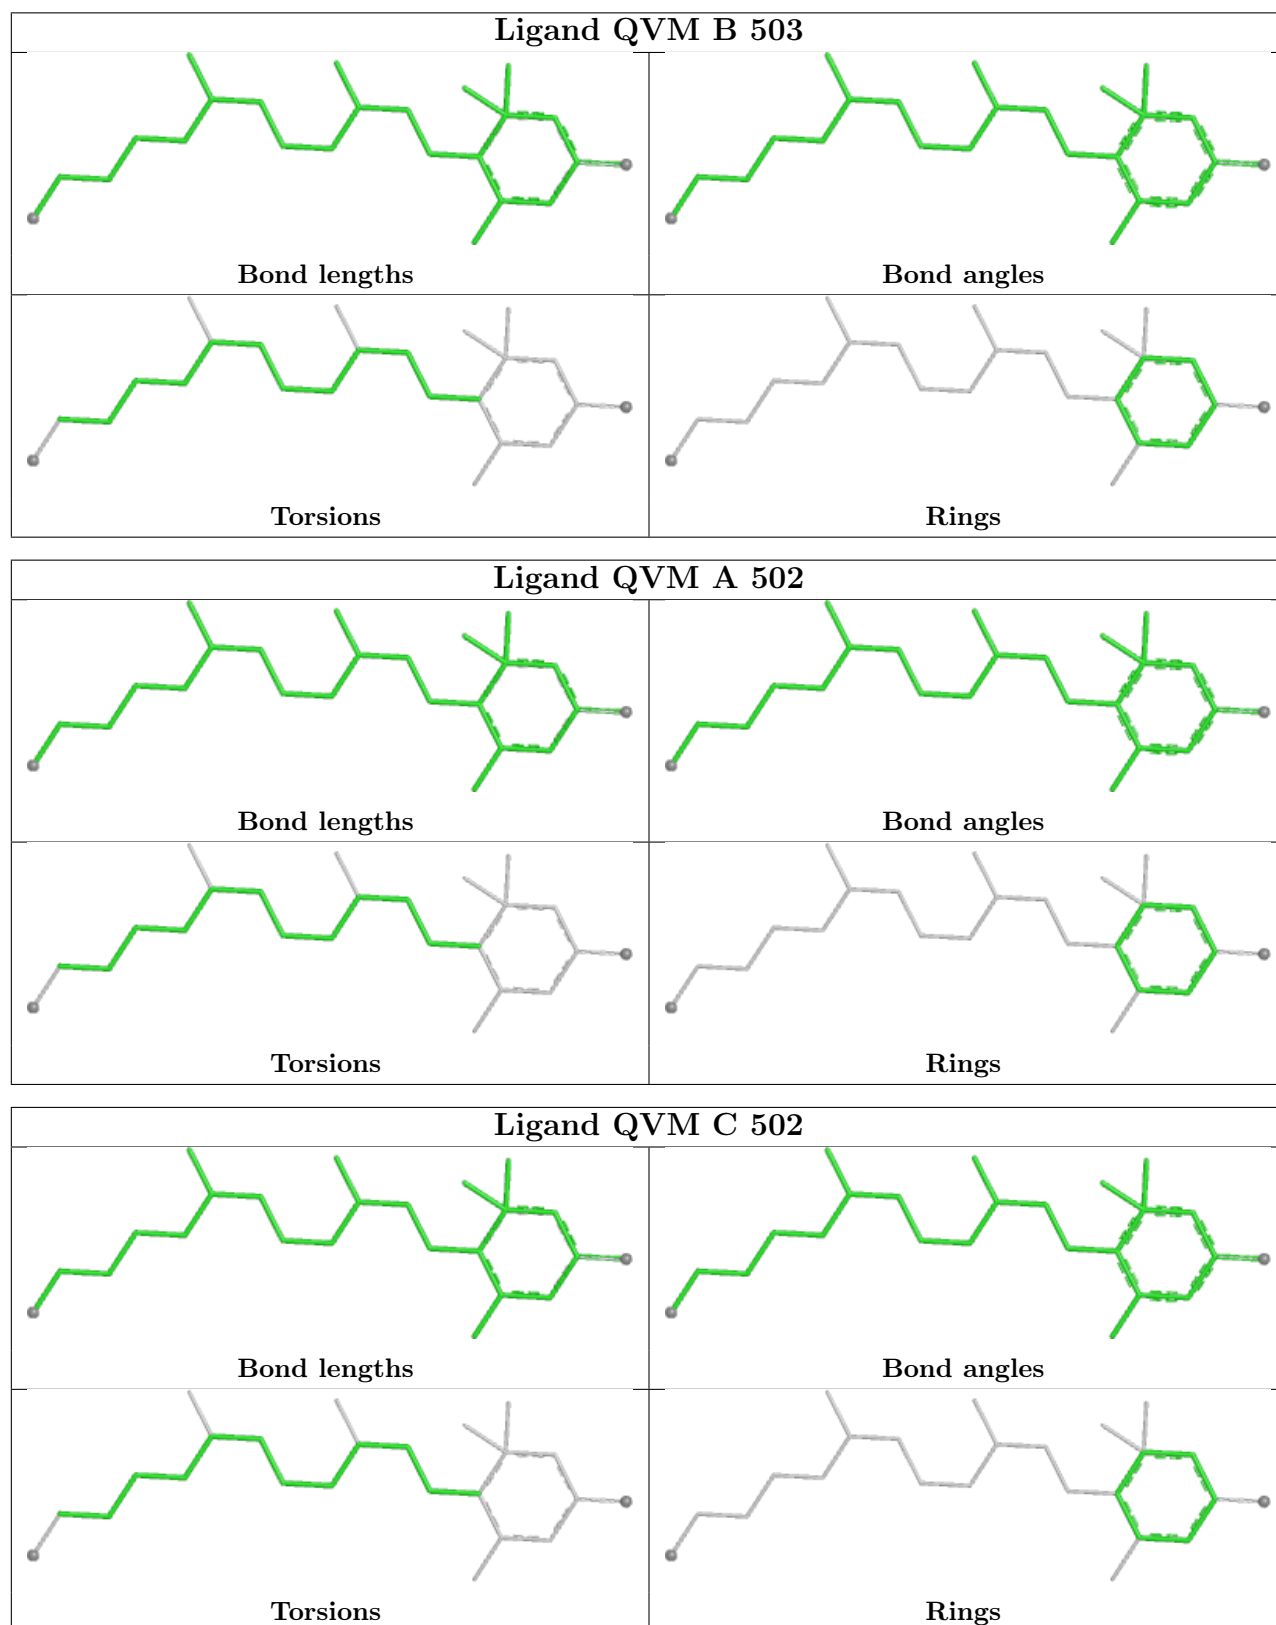 Ligand QVM B 503
Bond lengths
Bond angles
Torsions
Rings
Ligand QVM A 502
Bond lengths
Bond angles
Torsions
Rings
Ligand QVM C 502
Bond lengths
Bond angles
Torsions
Rings